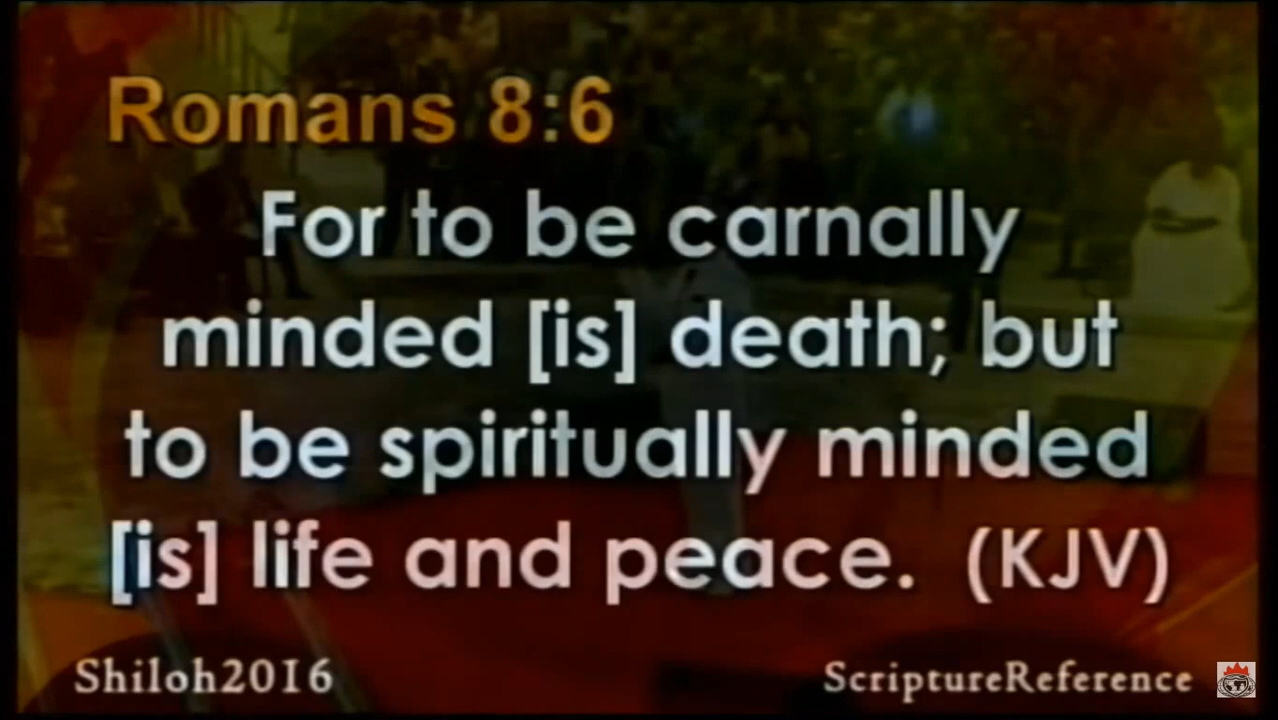 Romans 8:6
For to be carnally
minded [is] death; but
to be spiritually minded
[is] life and peace. (KJV)
Shiloh2016
ScriptureReference